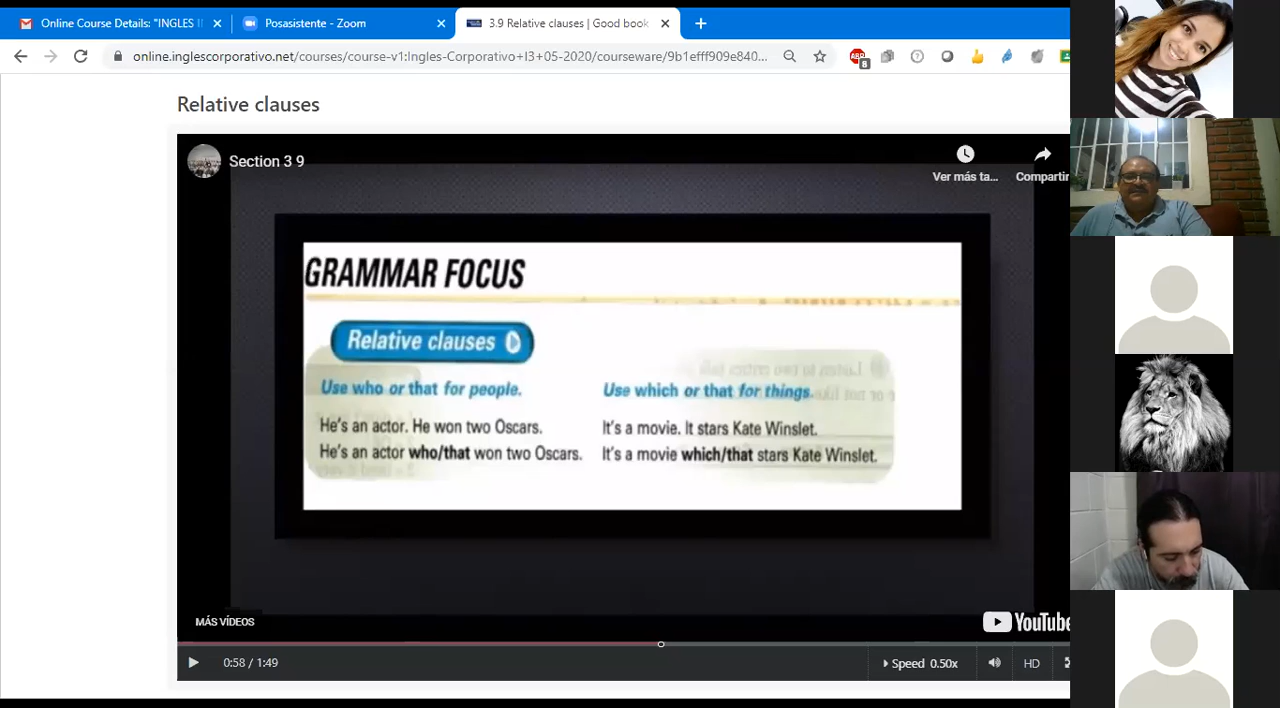 Online Course Details: "INGLES I
Posasistente - Zoom
3.9 Relative clauses | Good book
online.inglescorporativo.net/courses/course-v1:Ingles-Corporativo+I3+05-2020/courseware/9b1efff909e840...
ABP
8
Relative clauses
Section 3 9
Ver más ta...
Compartir
GRAMMAR FOCUS
Relative clauses
Use who or that for people.
He's an actor. He won two Oscars.
He's an actor who/that won two Oscars.
Use which or that for things.
It's a movie. It stars Kate Winslet.
It's a movie which/that stars Kate Winslet.
MÁS VÍDEOS
YouTube
0:58 / 1:49
Speed 0.50x
HD